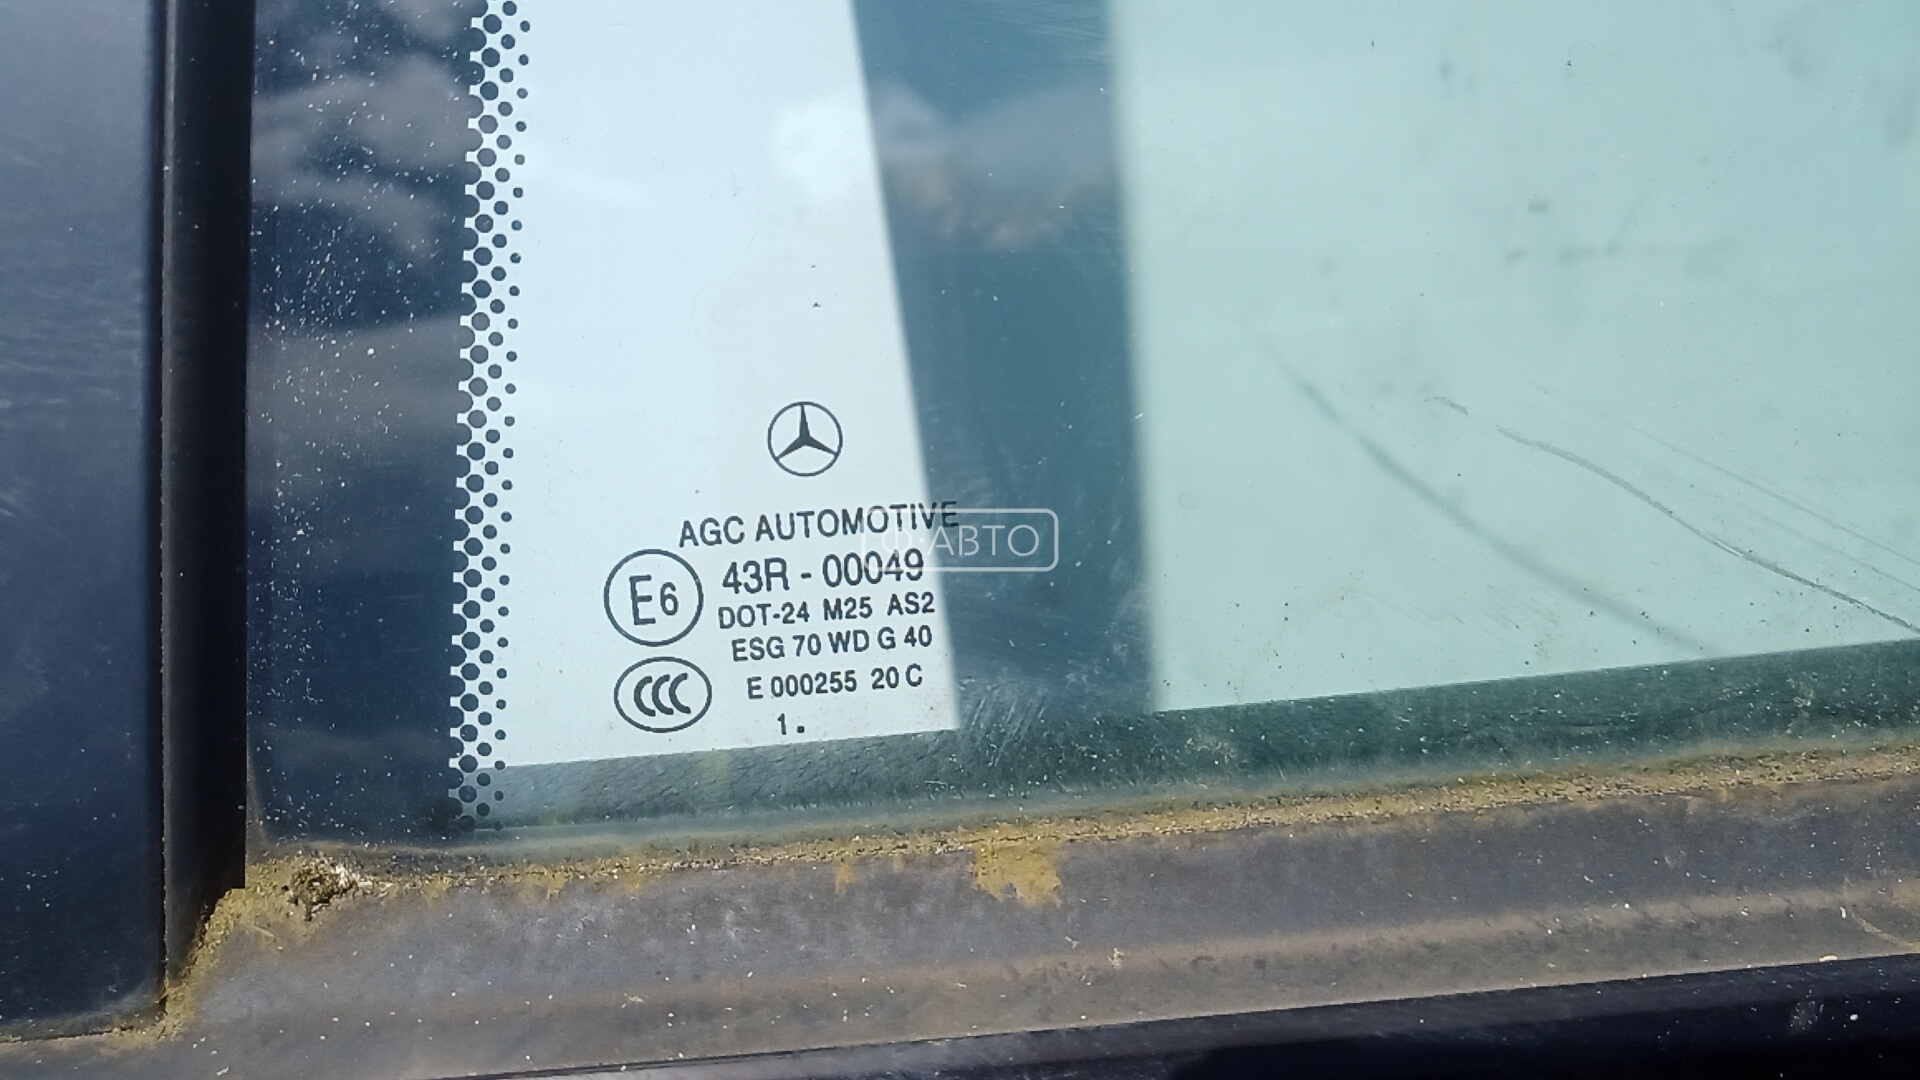 AGC AUTOMOTIVE
Ф·АВТО
E6 43R - 00049
DOT-24 M25 AS2
ESG 70 WD G 40
CCC E 000255 20 C
1.